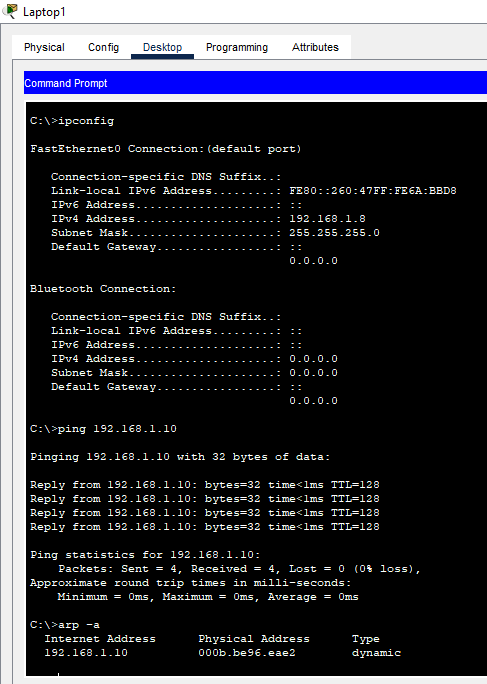 Laptop1
Physical Config Desktop Programming Attributes
Command Prompt
C:\>ipconfig
FastEthernet0 Connection:(default port)
Connection-specific DNS Suffix..:
Link-local IPv6 Address.........: FE80::260:47FF:FE6A:BBD8
IPv6 Address....................: ::
IPv4 Address....................: 192.168.1.8
Subnet Mask.....................: 255.255.255.0
Default Gateway.................: ::
0.0.0.0
Bluetooth Connection:
Connection-specific DNS Suffix..:
Link-local IPv6 Address.........: ::
IPv6 Address....................: ::
IPv4 Address....................: 0.0.0.0
Subnet Mask.....................: 0.0.0.0
Default Gateway.................: ::
0.0.0.0
C:\>ping 192.168.1.10
Pinging 192.168.1.10 with 32 bytes of data:
Reply from 192.168.1.10: bytes=32 time<1ms TTL=128
Reply from 192.168.1.10: bytes=32 time<1ms TTL=128
Reply from 192.168.1.10: bytes=32 time<1ms TTL=128
Reply from 192.168.1.10: bytes=32 time<1ms TTL=128
Ping statistics for 192.168.1.10:
Packets: Sent = 4, Received = 4, Lost = 0 (0% loss),
Approximate round trip times in milli-seconds:
Minimum = 0ms, Maximum = 0ms, Average = 0ms
C:\>arp -a
Internet Address Physical Address Type
192.168.1.10 000b.be96.eae2 dynamic